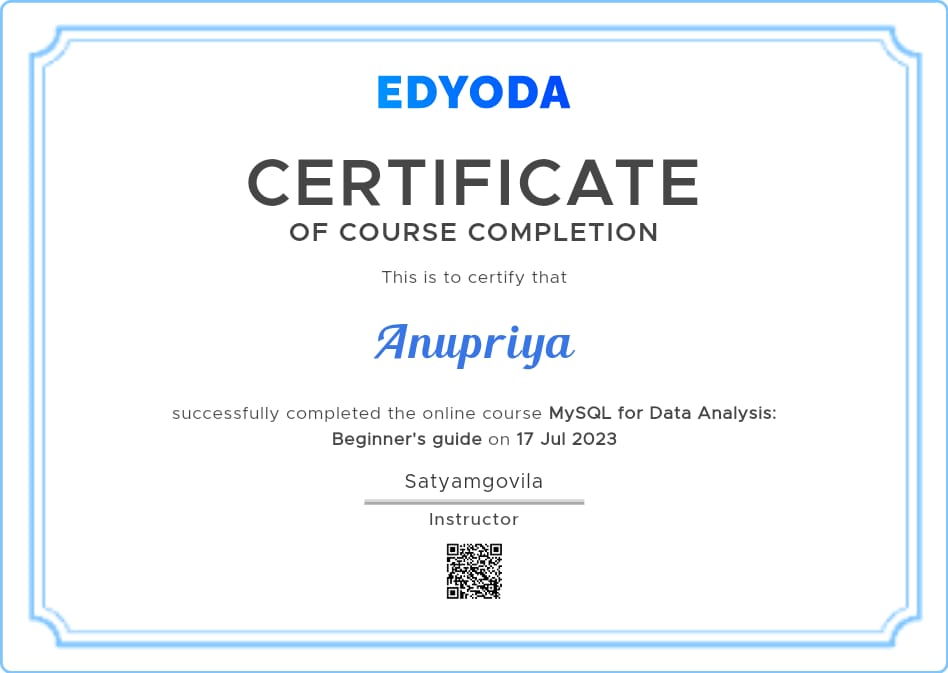 EDYODA
CERTIFICATE
OF COURSE COMPLETION
This is to certify that
Anupriya
successfully completed the online course MySQL for Data Analysis:
Beginner's guide on 17 Jul 2023
Satyamgovila
Instructor